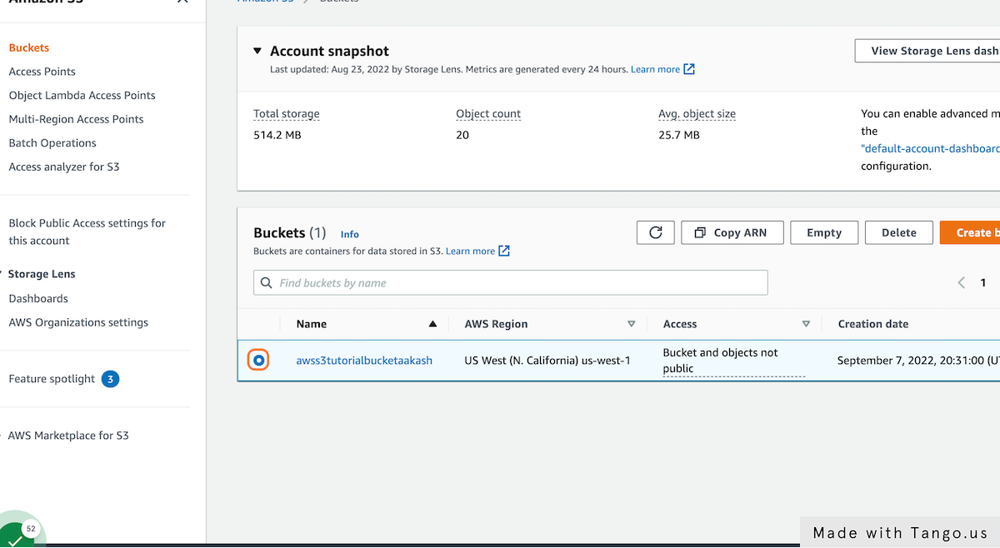 Amazon S3
Amazon S3 > Buckets
Buckets
Access Points
Object Lambda Access Points
Multi-Region Access Points
Batch Operations
Access analyzer for S3
Block Public Access settings for
this account
Storage Lens
Dashboards
AWS Organizations settings
Feature spotlight 3
AWS Marketplace for S3
52
Account snapshot
View Storage Lens dash
Last updated: Aug 23, 2022 by Storage Lens. Metrics are generated every 24 hours. Learn more
Total storage
514.2 MB
Object count
20
Avg. object size
25.7 MB
You can enable advanced m
the
"default-account-dashboard
configuration.
Buckets (1) Info
Buckets are containers for data stored in S3. Learn more
Copy ARN
Empty
Delete
Create b
Find buckets by name
1
Name AWS Region Access Creation date
awss3tutorialbucketaakash US West (N. California) us-west-1 Bucket and objects not
public
September 7, 2022, 20:31:00 (UT
Made with Tango.us